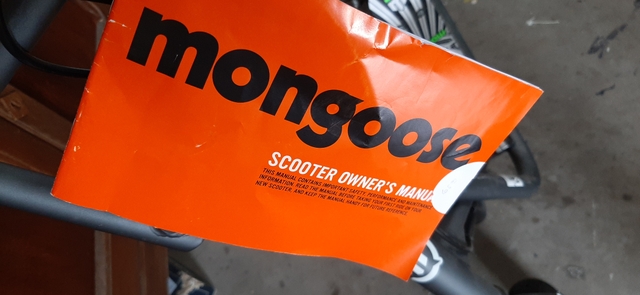 mongoose
SCOOTER OWNER'S MANUAL
THIS MANUAL CONTAINS IMPORTANT SAFETY, PERFORMANCE AND MAINTENANCE
INFORMATION. READ THE MANUAL BEFORE TAKING YOUR FIRST RIDE ON YOUR
NEW SCOOTER, AND KEEP THE MANUAL HANDY FOR FUTURE REFERENCE.